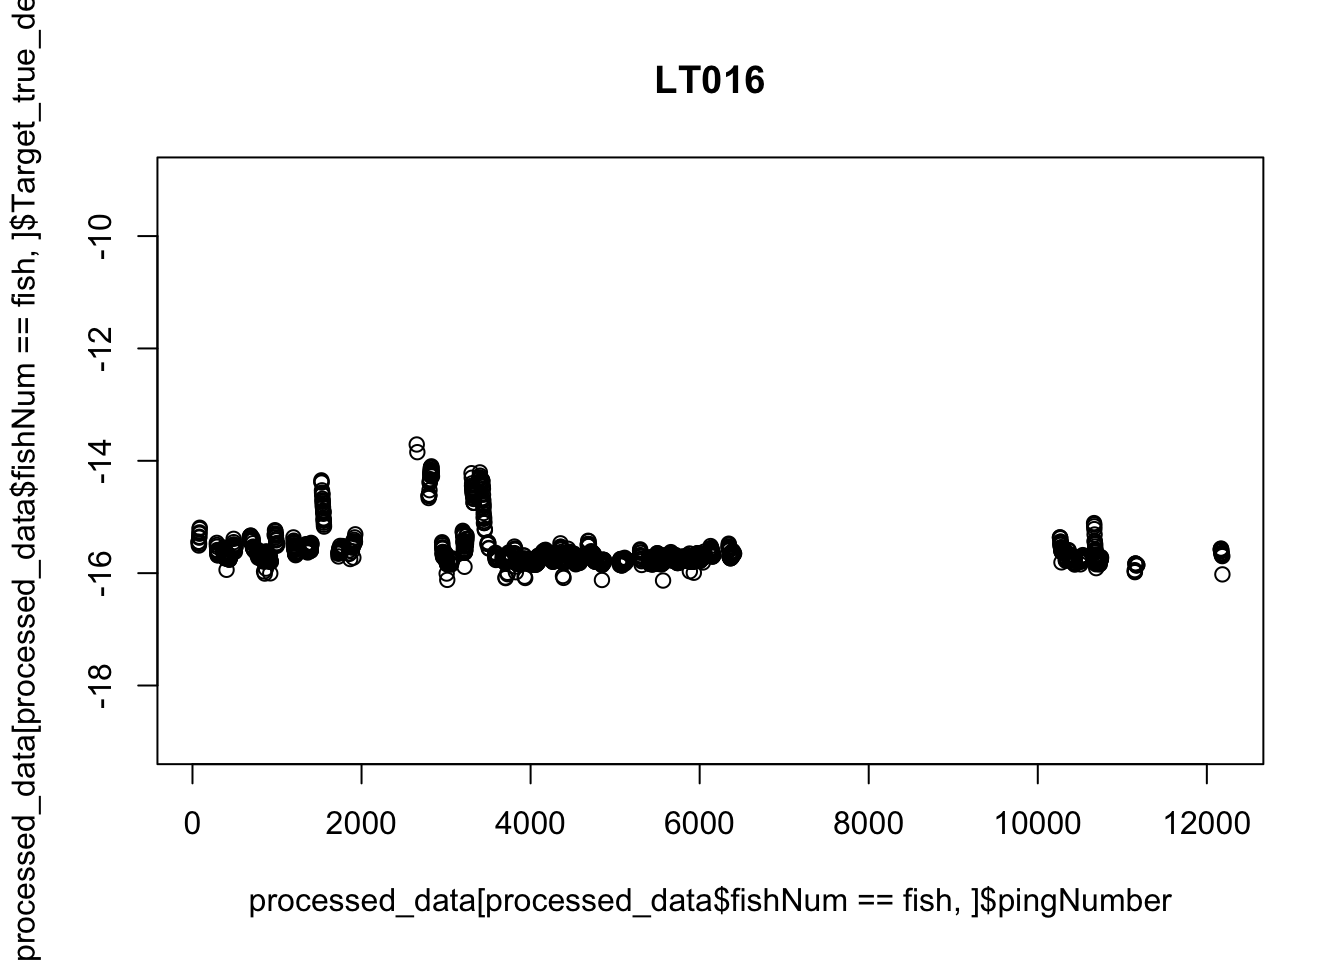 LT016
processed_data[processed_data$fishNum == fish, ]$Target_true_de
-10
-12
-14
-16
-18
0 2000 4000 6000 8000 10000 12000
processed_data[processed_data$fishNum == fish, ]$pingNumber